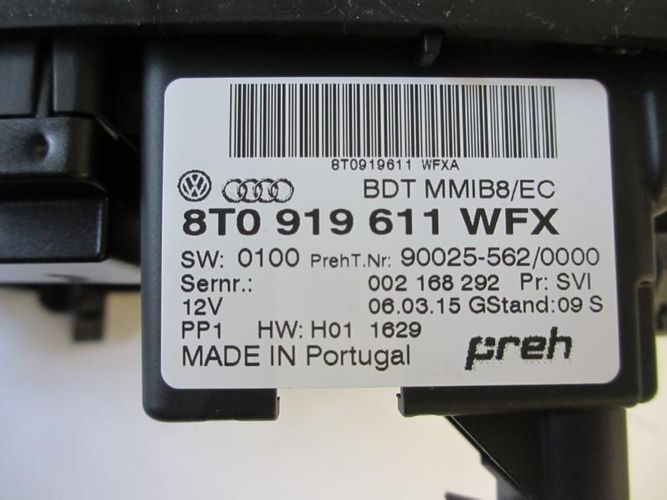 8T0919611 WFXA
BDT MMIB8/EC
8T0 919 611 WFX
SW: 0100 PrehT.Nr: 90025-562/0000
Sernr.: 002 168 292 Pr: SVI
12V 06.03.15 GStand:09 S
PP1 HW: H01 1629
MADE IN Portugal preh